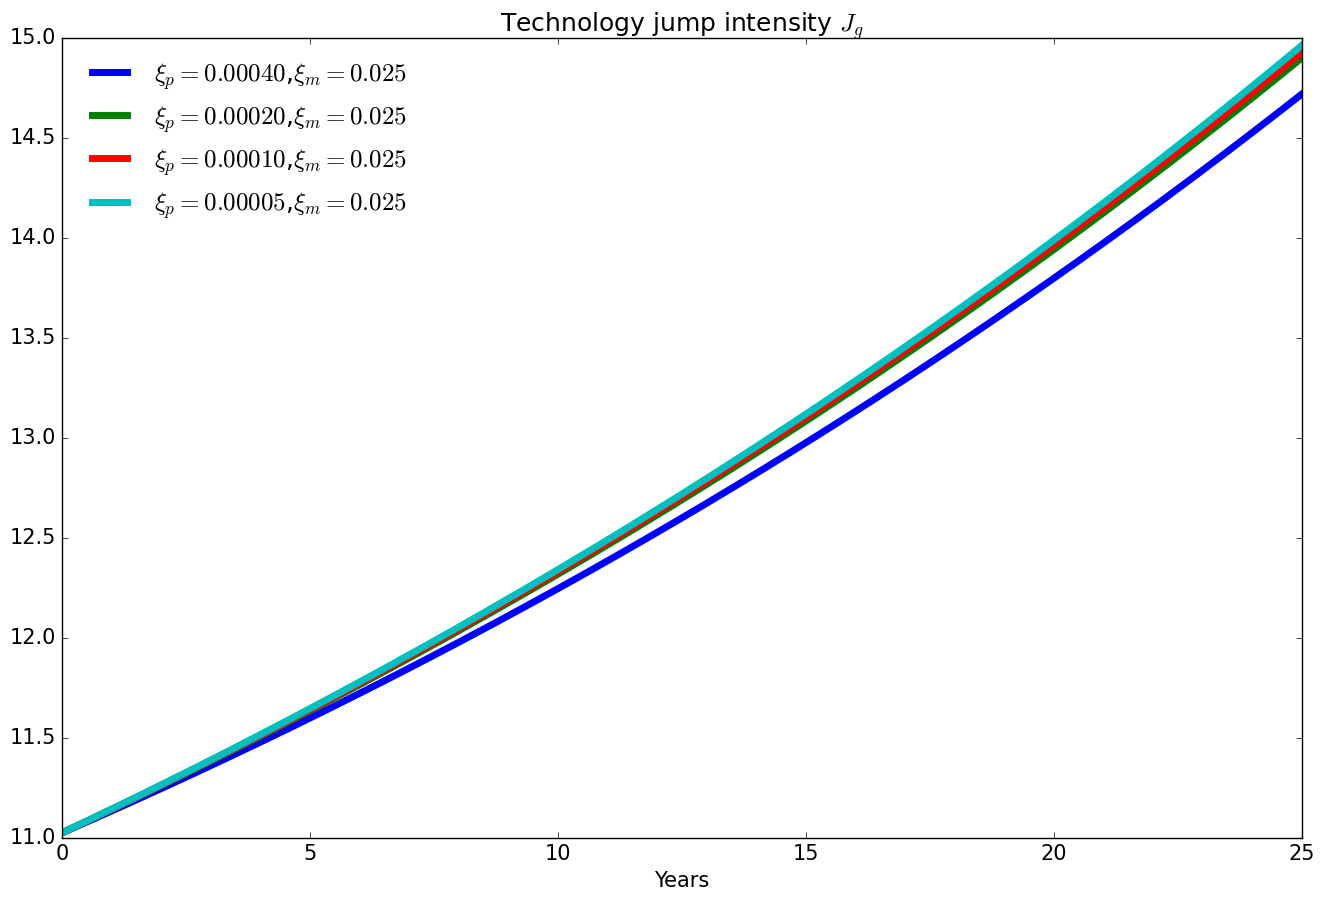 Technology jump intensity J_g
15.0
14.5
14.0
13.5
13.0
12.5
12.0
11.5
11.0
ξ_p = 0.00040,ξ_m = 0.025
ξ_p = 0.00020,ξ_m = 0.025
ξ_p = 0.00010,ξ_m = 0.025
ξ_p = 0.00005,ξ_m = 0.025
0 5 10 15 20 25
Years